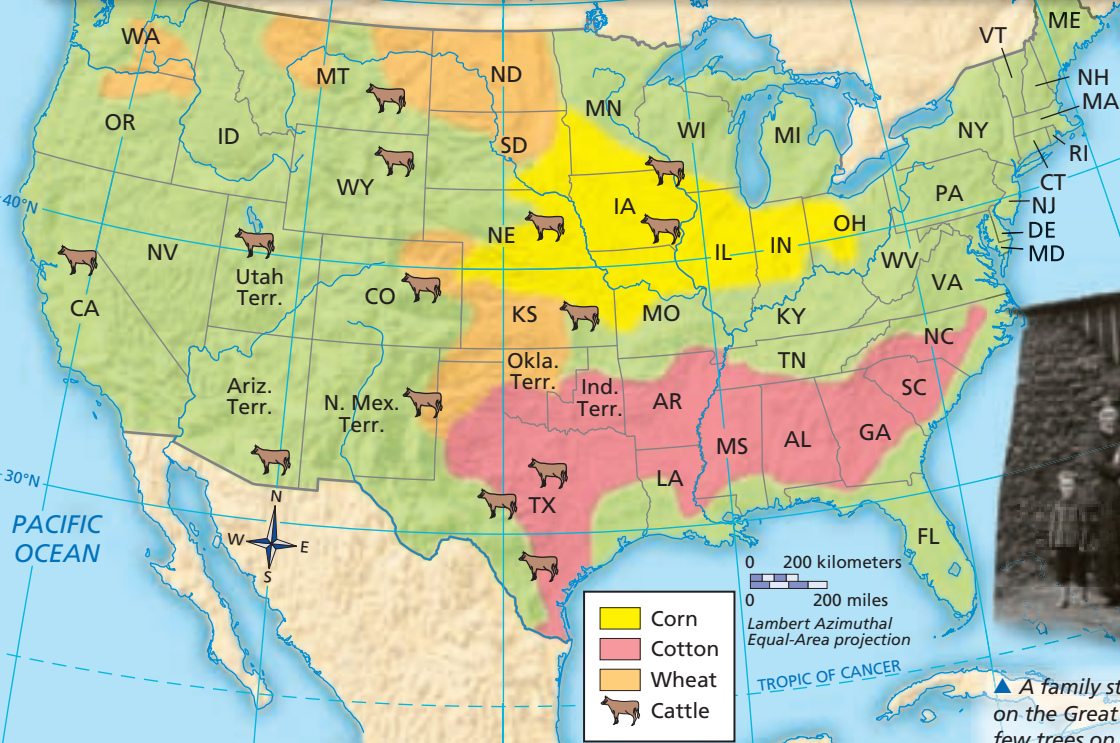 WA
MT
ND
MN
ME
VT
NH
MA
OR
ID
SD
WI
MI
NY
RI
WY
CT
40°N
IA
PA
NJ
NE
OH
DE
NV
IL
IN
WV
MD
Utah
Terr.
CO
KS
MO
VA
CA
KY
NC
Okla.
Terr.
TN
Ariz.
Terr.
N. Mex.
Terr.
Ind.
Terr.
AR
SC
MS
AL
GA
30°N
LA
TX
FL
PACIFIC
OCEAN
N
W
E
S
0 200 kilometers
0 200 miles
Lambert Azimuthal
Equal-Area projection
Corn
Cotton
Wheat
Cattle
TROPIC OF CANCER
▲ A family st
on the Great
few trees on